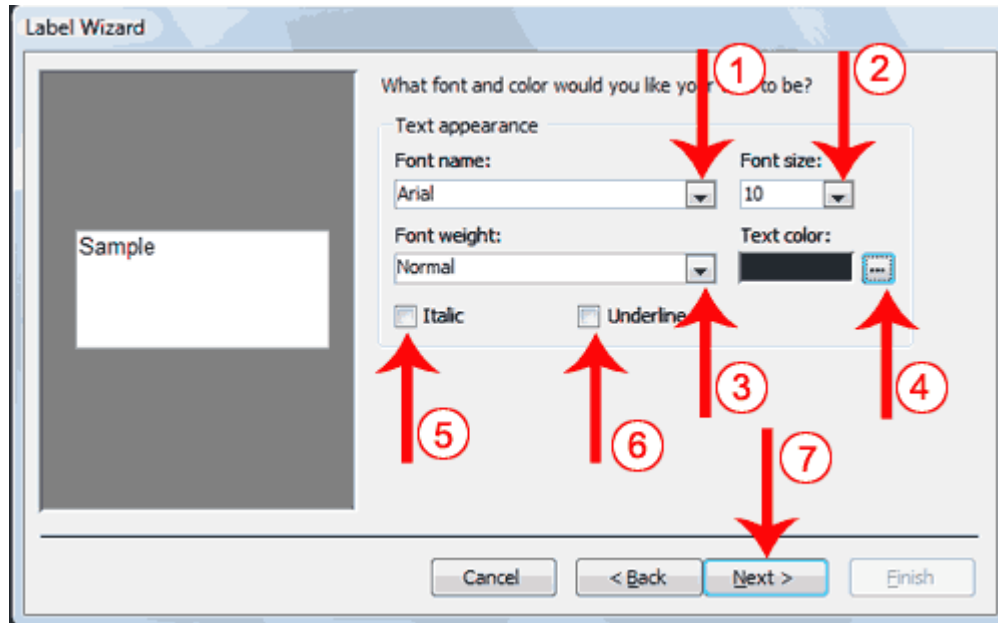 Label Wizard
What font and color would you like your to be?
1
2
Text appearance
Font name:
Font size:
Arial
10
Font weight:
Text color:
Normal
...
Sample
Italic
Underline
3
4
5
6
7
Cancel
< Back
Next >
Finish